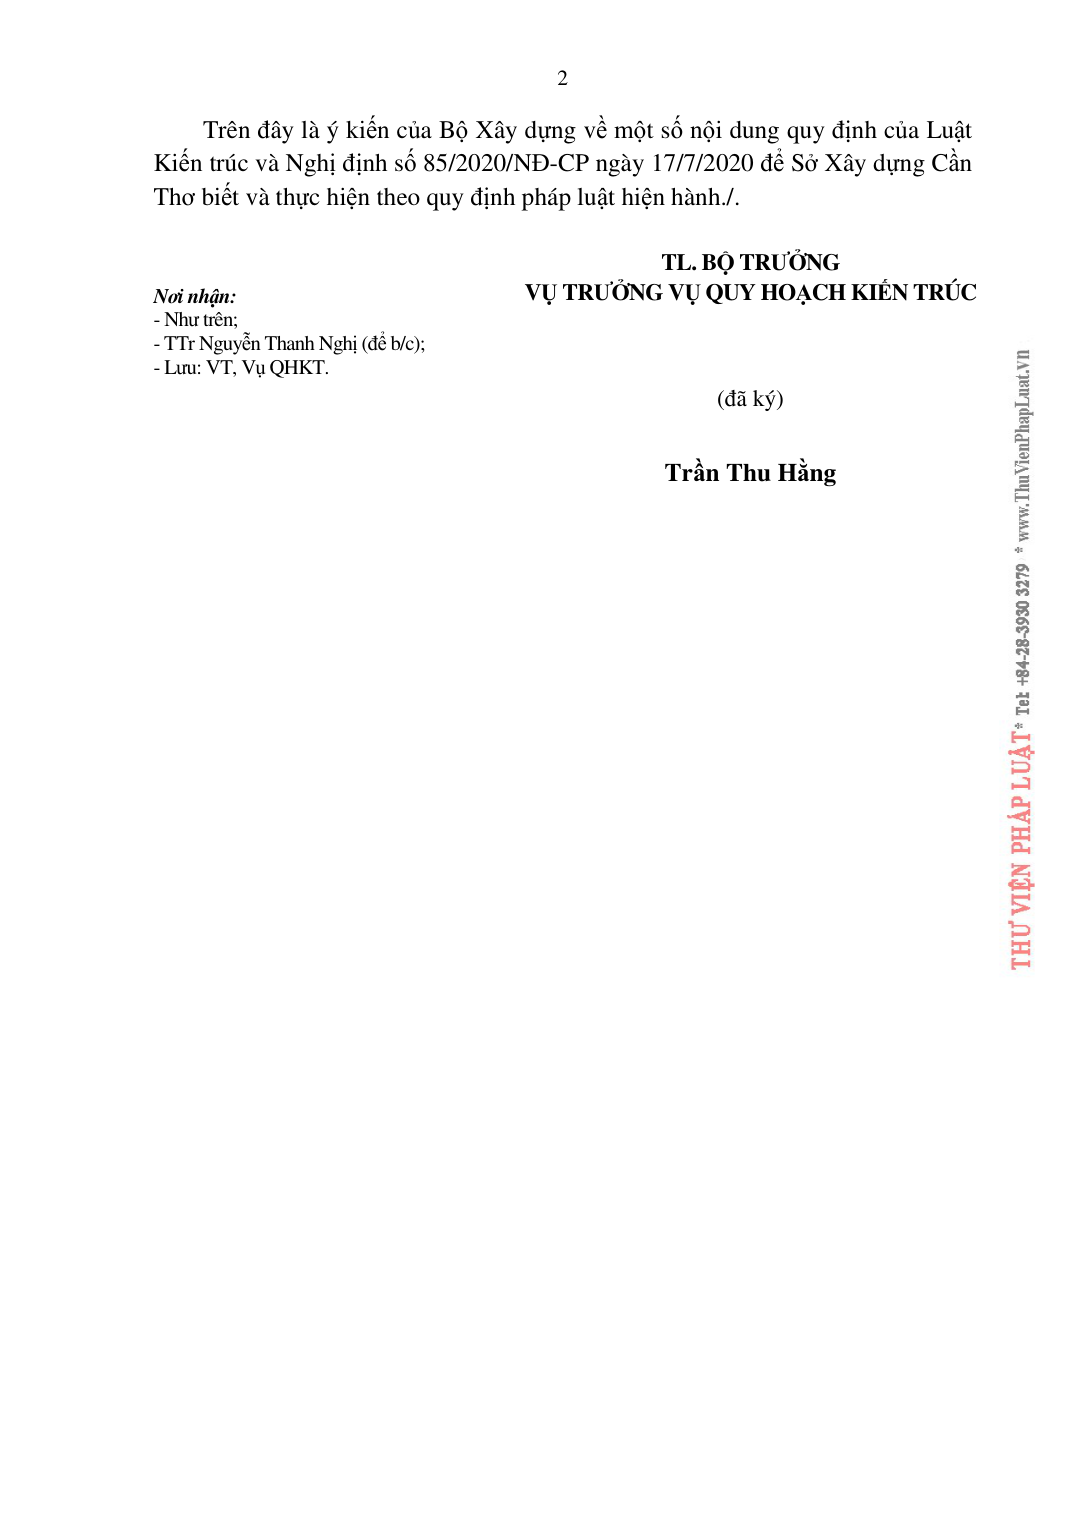 2
Trên đây là ý kiến của Bộ Xây dựng về một số nội dung quy định của Luật
Kiến trúc và Nghị định số 85/2020/NĐ-CP ngày 17/7/2020 để Sở Xây dựng Cần
Thơ biết và thực hiện theo quy định pháp luật hiện hành./.
Nơi nhận:
- Như trên;
- TTr Nguyễn Thanh Nghị (để b/c);
- Lưu: VT, Vụ QHKT.
TL. BỘ TRƯỞNG
VỤ TRƯỞNG VỤ QUY HOẠCH KIẾN TRÚC
(đã ký)
Trần Thu Hằng
THƯ VIỆN PHÁP LUẬT* Tel: +84-28-3930 3279 * www.ThuVienPhapLuat.vn